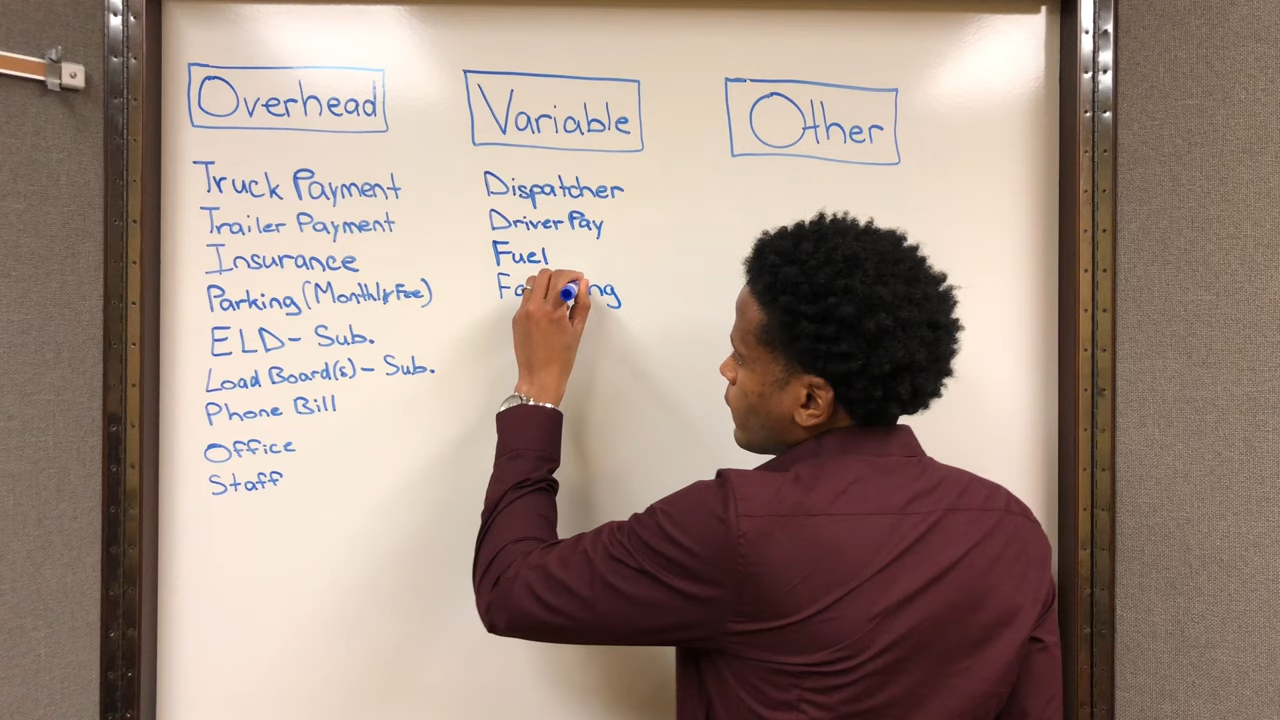 Overhead
Truck Payment
Trailer Payment
Insurance
Parking (Monthly Fee)
ELD - Sub.
Load Board(s) - Sub.
Phone Bill
Office
Staff
Variable
Dispatcher
Driver Pay
Fuel
Other